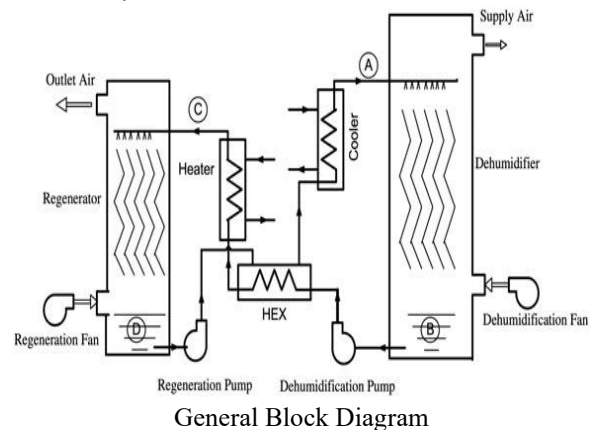 Supply Air
Outlet Air
A
C
Heater
Cooler
Regenerator
Dehumidifier
HEX
D
B
Regeneration Fan
Dehumidification Fan
Regeneration Pump
Dehumidification Pump
General Block Diagram